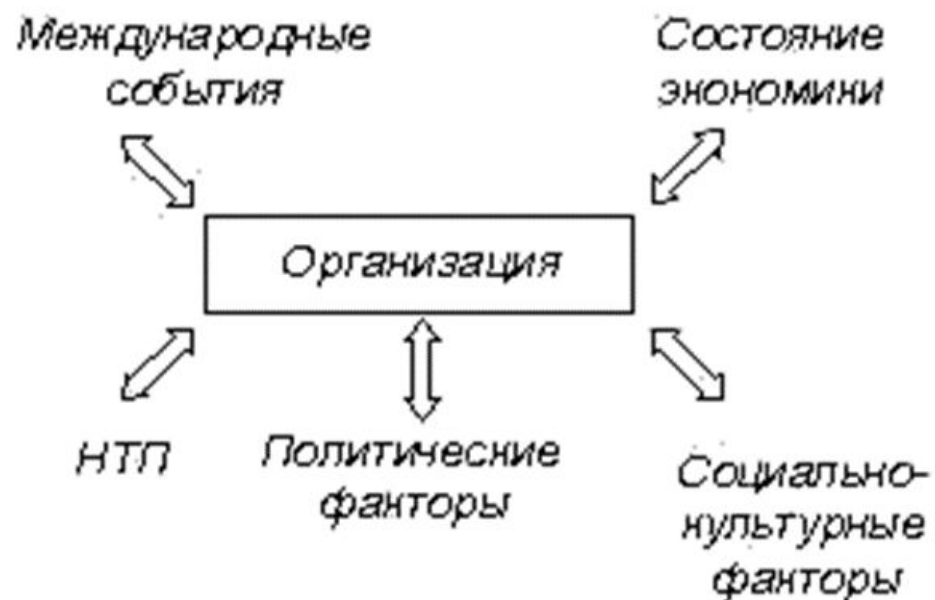 Международные
события
Состояние
экономики
Организация
НТП
Политические
факторы
Социально-
культурные
факторы